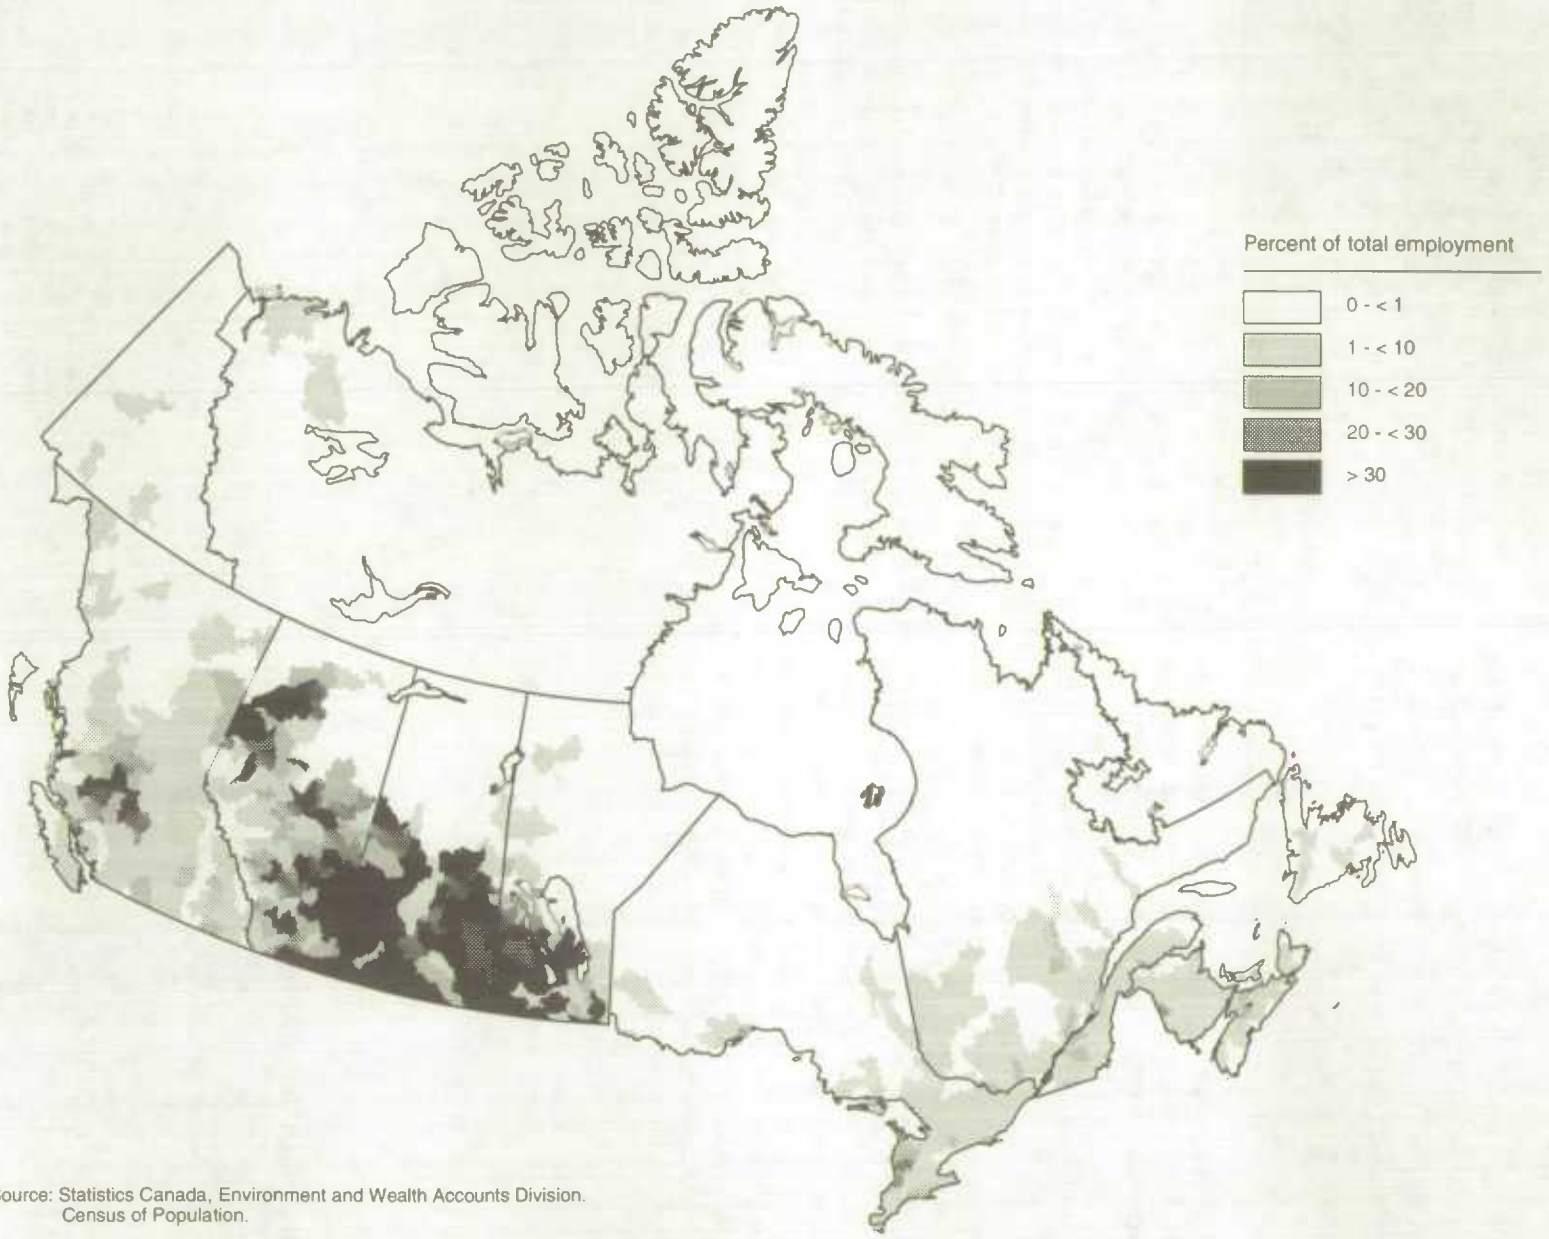 Percent of total employment
0 - < 1
1 - < 10
10 - < 20
20 - < 30
> 30
ource: Statistics Canada, Environment and Wealth Accounts Division.
Census of Population.